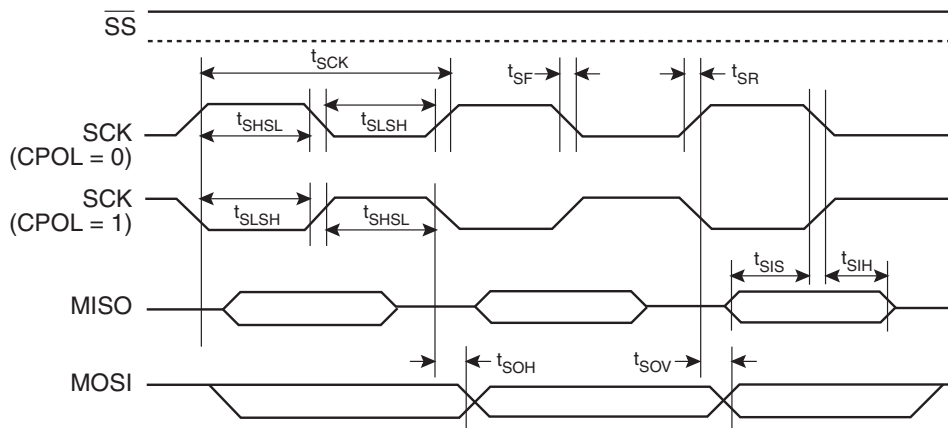 SS
tSCK
tSF
tSR
SCK
(CPOL = 0)
tSHSL
tSLSH
SCK
(CPOL = 1)
tSLSH
tSHSL
tSIS
tSIH
MISO
tSOH
tSOV
MOSI